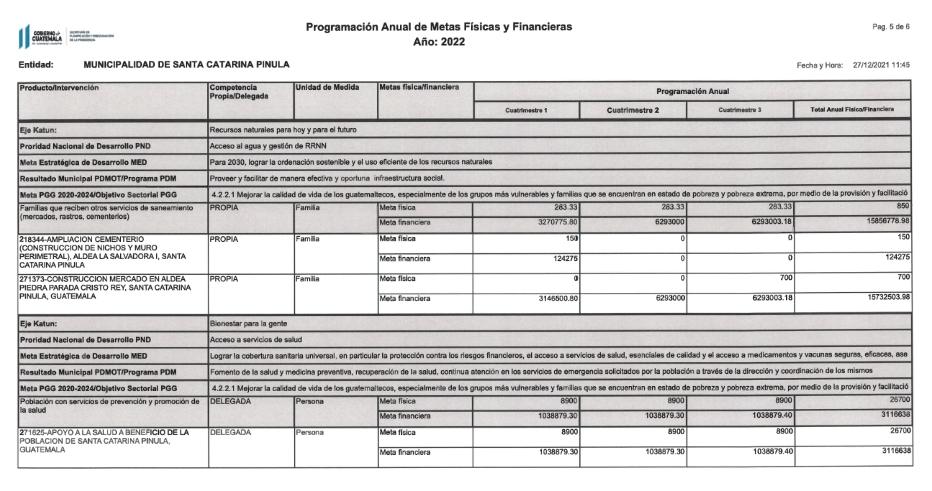 GOBIERNO de
GUATEMALA
Programación Anual de Metas Físicas y Financieras
Año: 2022
Pag. 5 de 6
Entidad: MUNICIPALIDAD DE SANTA CATARINA PINULA
Fecha y Hora: 27/12/2021 11:45
Producto/Intervención Competencia Propia/Delegada Unidad de Medida Metas física/financiera Programación Anual
Cuatrimestre 1 Cuatrimestre 2 Cuatrimestre 3 Total Anual Físico/Financiera
Eje Katun: Recursos naturales para hoy y para el futuro
Proridad Nacional de Desarrollo PND Acceso al agua y gestión de RRNN
Meta Estratégica de Desarrollo MED Para 2030, lograr la ordenación sostenible y el uso eficiente de los recursos naturales
Resultado Municipal PDMOT/Programa PDM Proveer y facilitar de manera efectiva y oportuna infraestructura social.
Meta PGG 2020-2024/Objetivo Sectorial PGG 4.2.2.1 Mejorar la calidad de vida de los guatemaltecos, especialmente de los grupos más vulnerables y familias que se encuentran en estado de pobreza y pobreza extrema, por medio de la provisión y facilitació
Familias que reciben otros servicios de saneamiento PROPIA Familia Meta física 283.33 283.33 283.33 850
(mercados, rastros, cementerios)
Meta financiera 3270775.80 6293000 6293003.18 15856778.98
218344-AMPLIACION CEMENTERIO PROPIA Familia Meta física 150 0 0 150
(CONSTRUCCION DE NICHOS Y MURO
PERIMETRAL), ALDEA LA SALVADORA I, SANTA Meta financiera 124275 0 0 124275
CATARINA PINULA
271373-CONSTRUCCION MERCADO EN ALDEA PROPIA Familia Meta física 0 0 700 700
PIEDRA PARADA CRISTO REY, SANTA CATARINA
PINULA, GUATEMALA Meta financiera 3146500.80 6293000 6293003.18 15732503.98
Eje Katun: Bienestar para la gente
Proridad Nacional de Desarrollo PND Acceso a servicios de salud
Meta Estratégica de Desarrollo MED Lograr la cobertura sanitaria universal, en particular la protección contra los riesgos financieros, el acceso a servicios de salud, esenciales de calidad y el acceso a medicamentos y vacunas seguras, eficaces, ase
Resultado Municipal PDMOT/Programa PDM Fomento de la salud y medicina preventiva, recuperación de la salud, continua atención en los servicios de emergencia solicitados por la población a través de la dirección y coordinación de los mismos
Meta PGG 2020-2024/Objetivo Sectorial PGG 4.2.2.1 Mejorar la calidad de vida de los guatemaltecos, especialmente de los grupos más vulnerables y familias que se encuentran en estado de pobreza y pobreza extrema, por medio de la provisión y facilitació
Población con servicios de prevención y promoción de DELEGADA Persona Meta física 8900 8900 8900 26700
la salud
Meta financiera 1038879.30 1038879.30 1038879.40 3116638
271625-APOYO A LA SALUD A BENEFICIO DE LA DELEGADA Persona Meta física 8900 8900 8900 26700
POBLACION DE SANTA CATARINA PINULA,
GUATEMALA Meta financiera 1038879.30 1038879.30 1038879.40 3116638